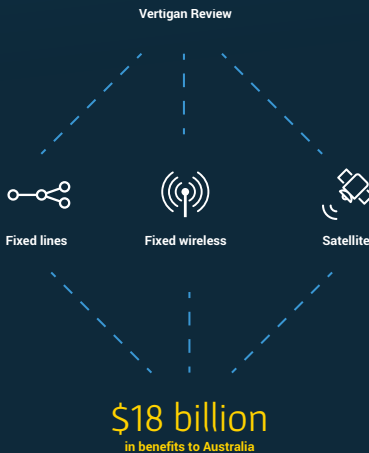 Vertigan Review
Fixed lines
Fixed wireless
Satellite
$18 billion
in benefits to Australia